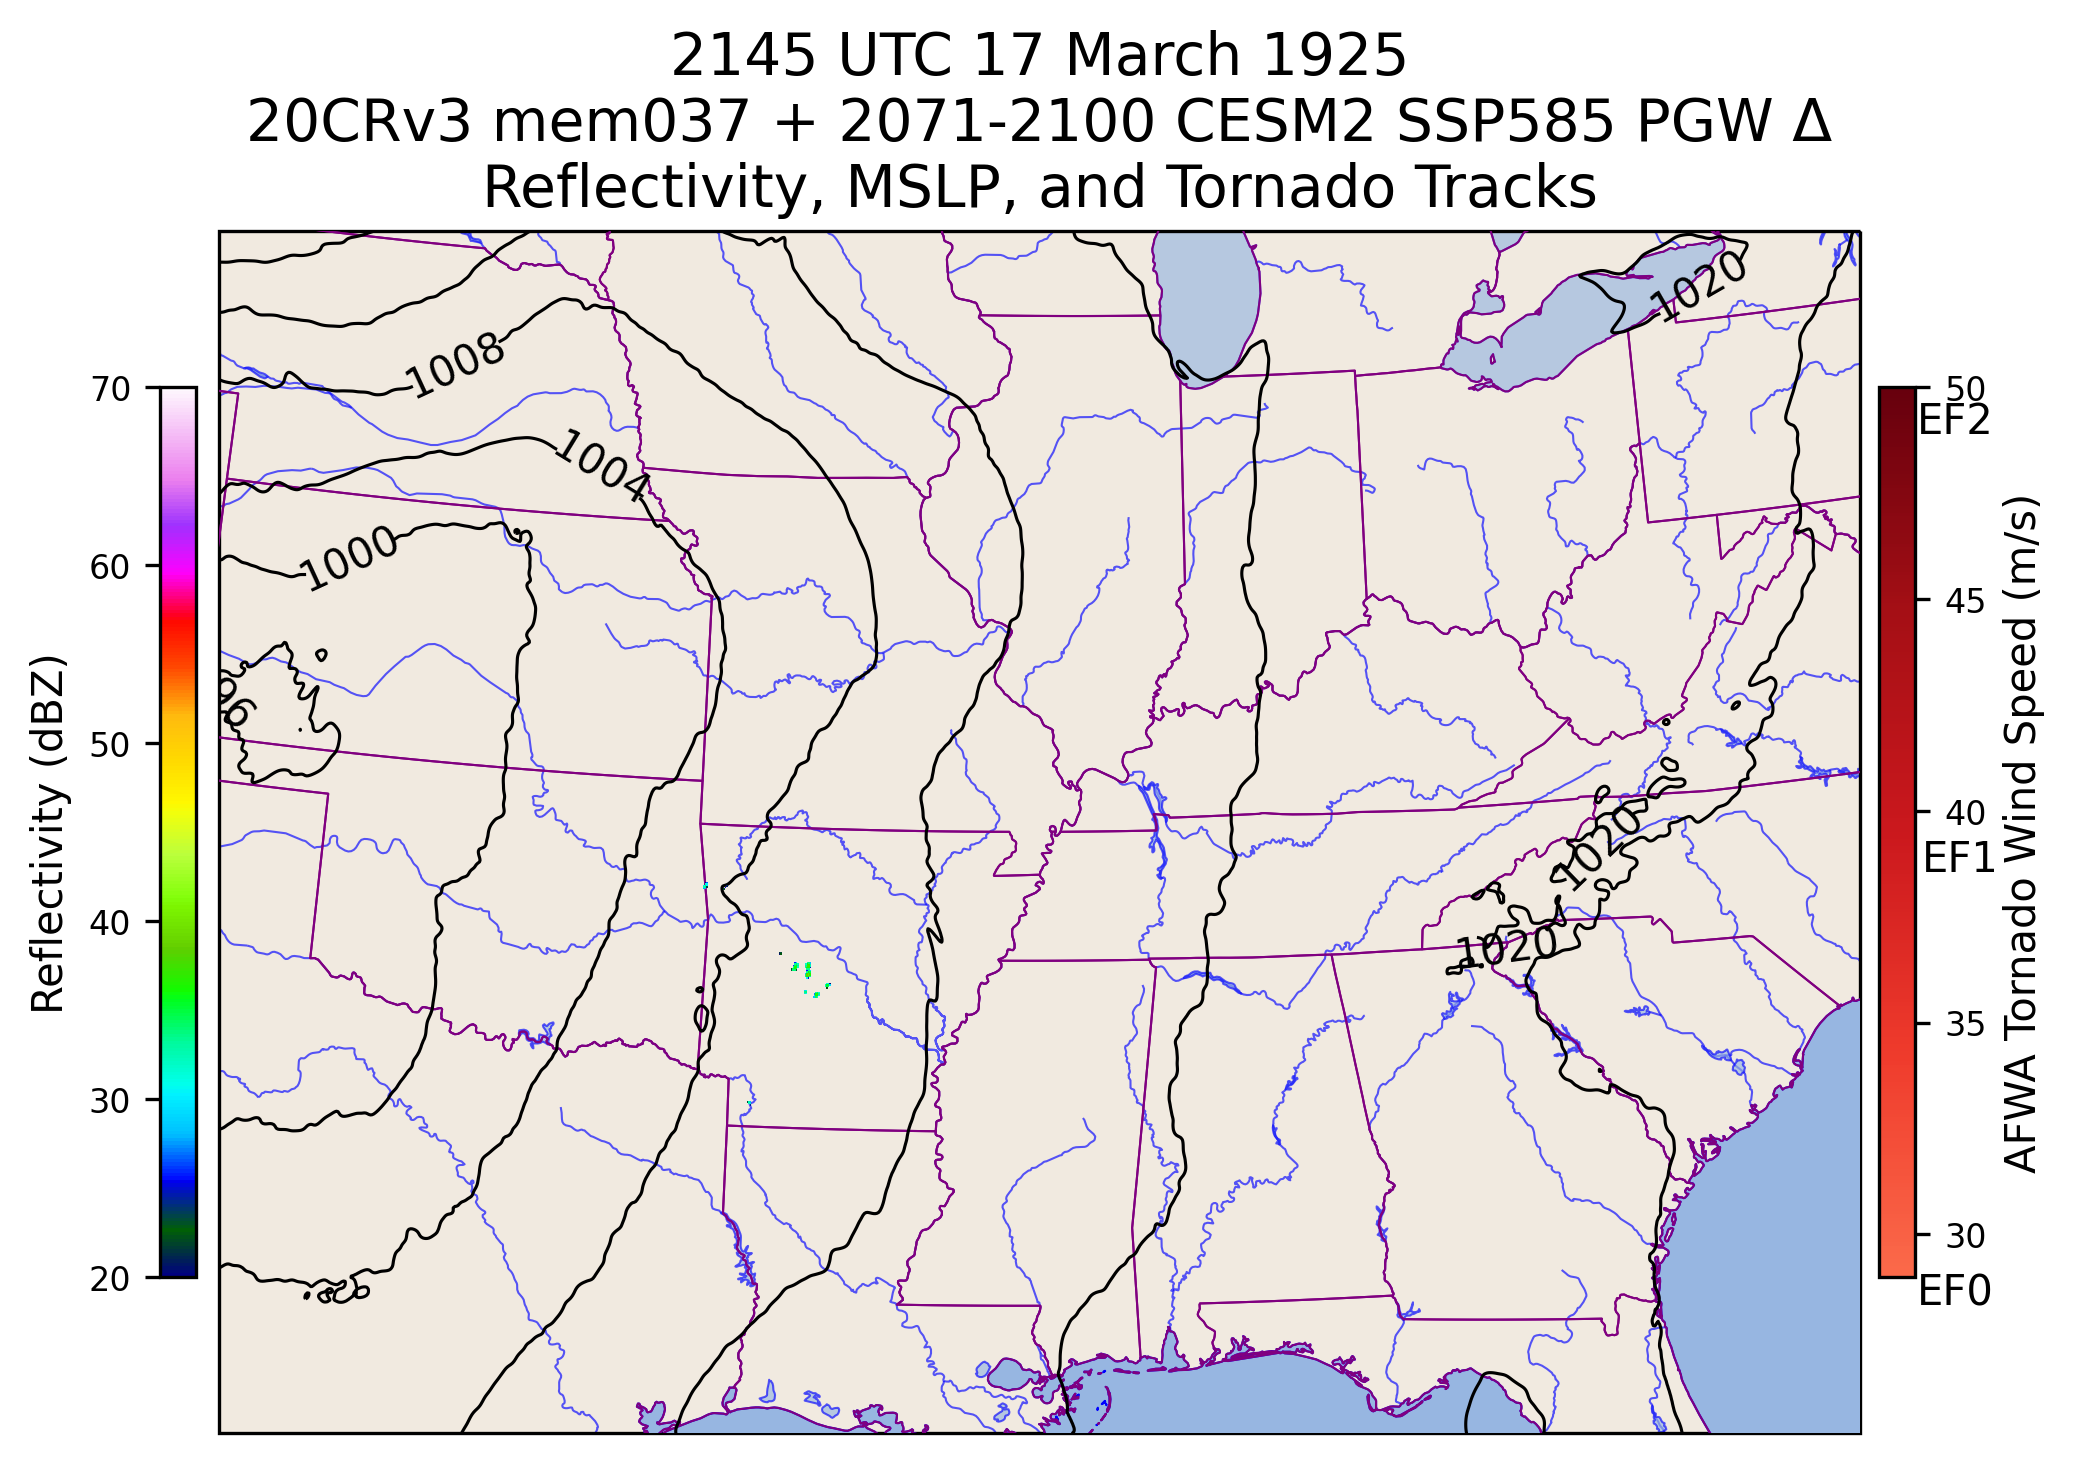 2145 UTC 17 March 1925
20CRv3 mem037 + 2071-2100 CESM2 SSP585 PGW Δ
Reflectivity, MSLP, and Tornado Tracks
1020
1008
1004
1000
1020
1020
70
60
50
40
30
20
Reflectivity (dBZ)
50
EF2
45
40
EF1
35
30
EF0
AFWA Tornado Wind Speed (m/s)